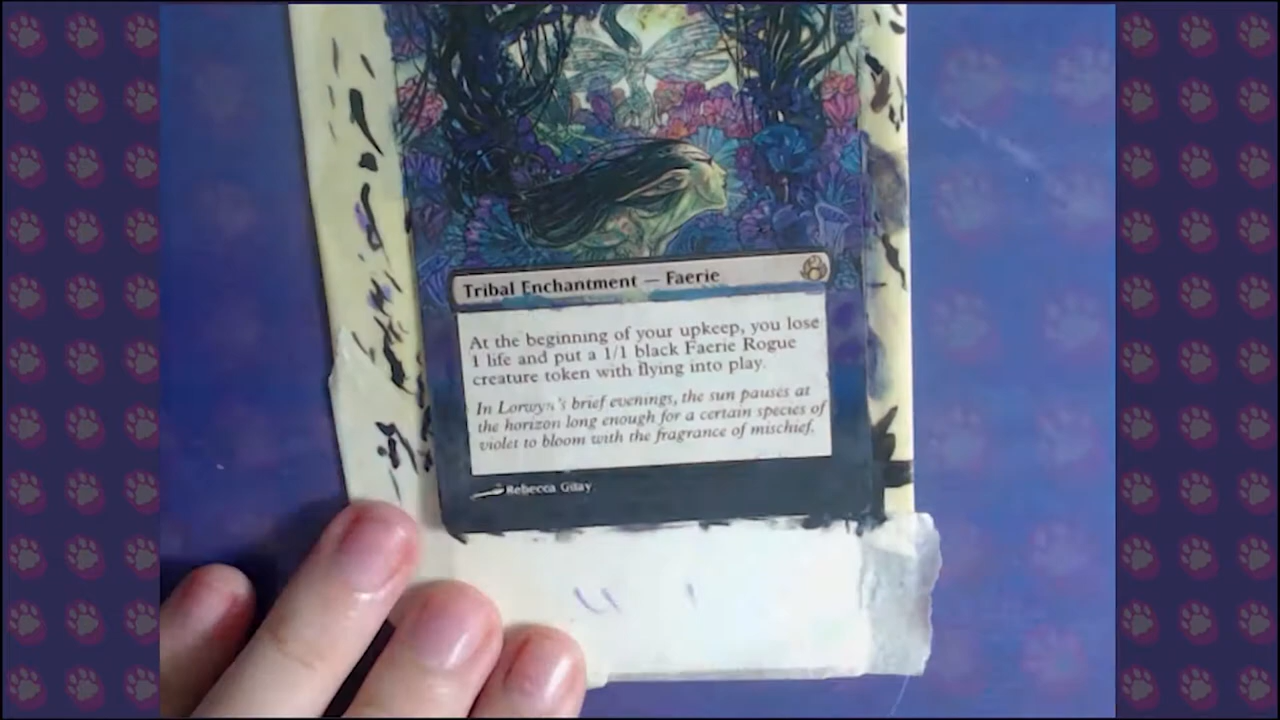 Tribal Enchantment — Faerie
At the beginning of your upkeep, you lose
1 life and put a 1/1 black Faerie Rogue
creature token with flying into play.
In Lorwyn's brief evenings, the sun pauses at
the horizon long enough for a certain species of
violet to bloom with the fragrance of mischief.
Rebecca Guay